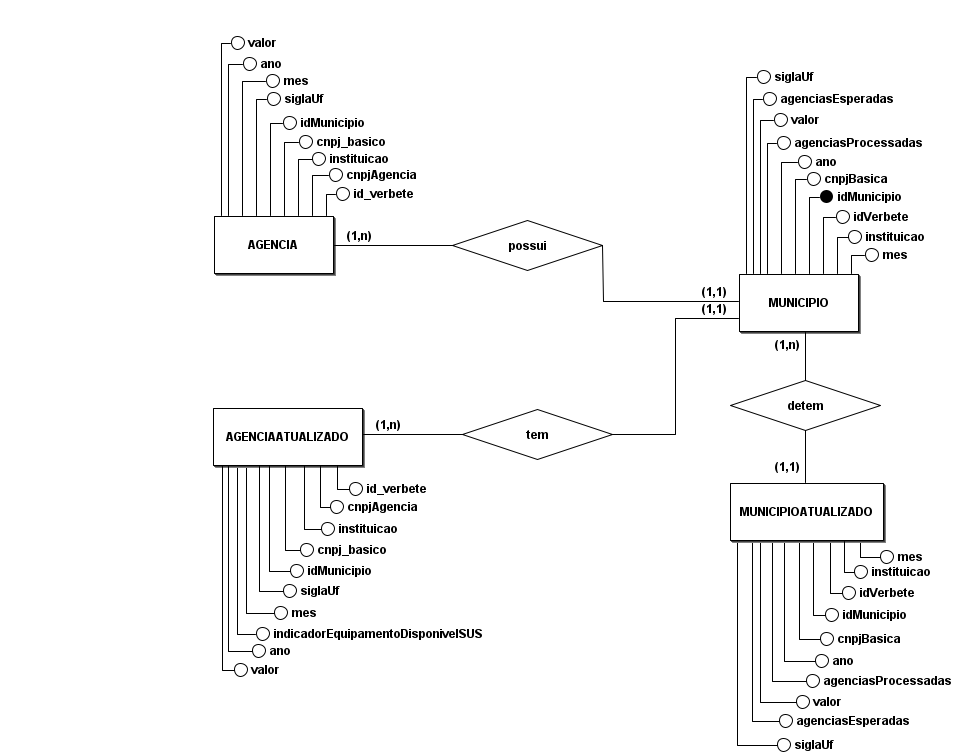 valor
ano
mes
siglaUf
idMunicipio
cnpj_basico
instituicao
cnpjAgencia
id_verbete
AGENCIA
(1,n)
possui
siglaUf
agenciasEsperadas
valor
agenciasProcessadas
ano
cnpjBasica
idMunicipio
idVerbete
instituicao
mes
(1,1)
(1,1)
MUNICIPIO
(1,n)
detem
(1,1)
AGENCIAATUALIZADO
(1,n)
tem
id_verbete
cnpjAgencia
instituicao
cnpj_basico
idMunicipio
siglaUf
mes
indicadorEquipamentoDisponivelSUS
ano
valor
MUNICIPIOATUALIZADO
mes
instituicao
idVerbete
idMunicipio
cnpjBasica
ano
agenciasProcessadas
valor
agenciasEsperadas
siglaUf